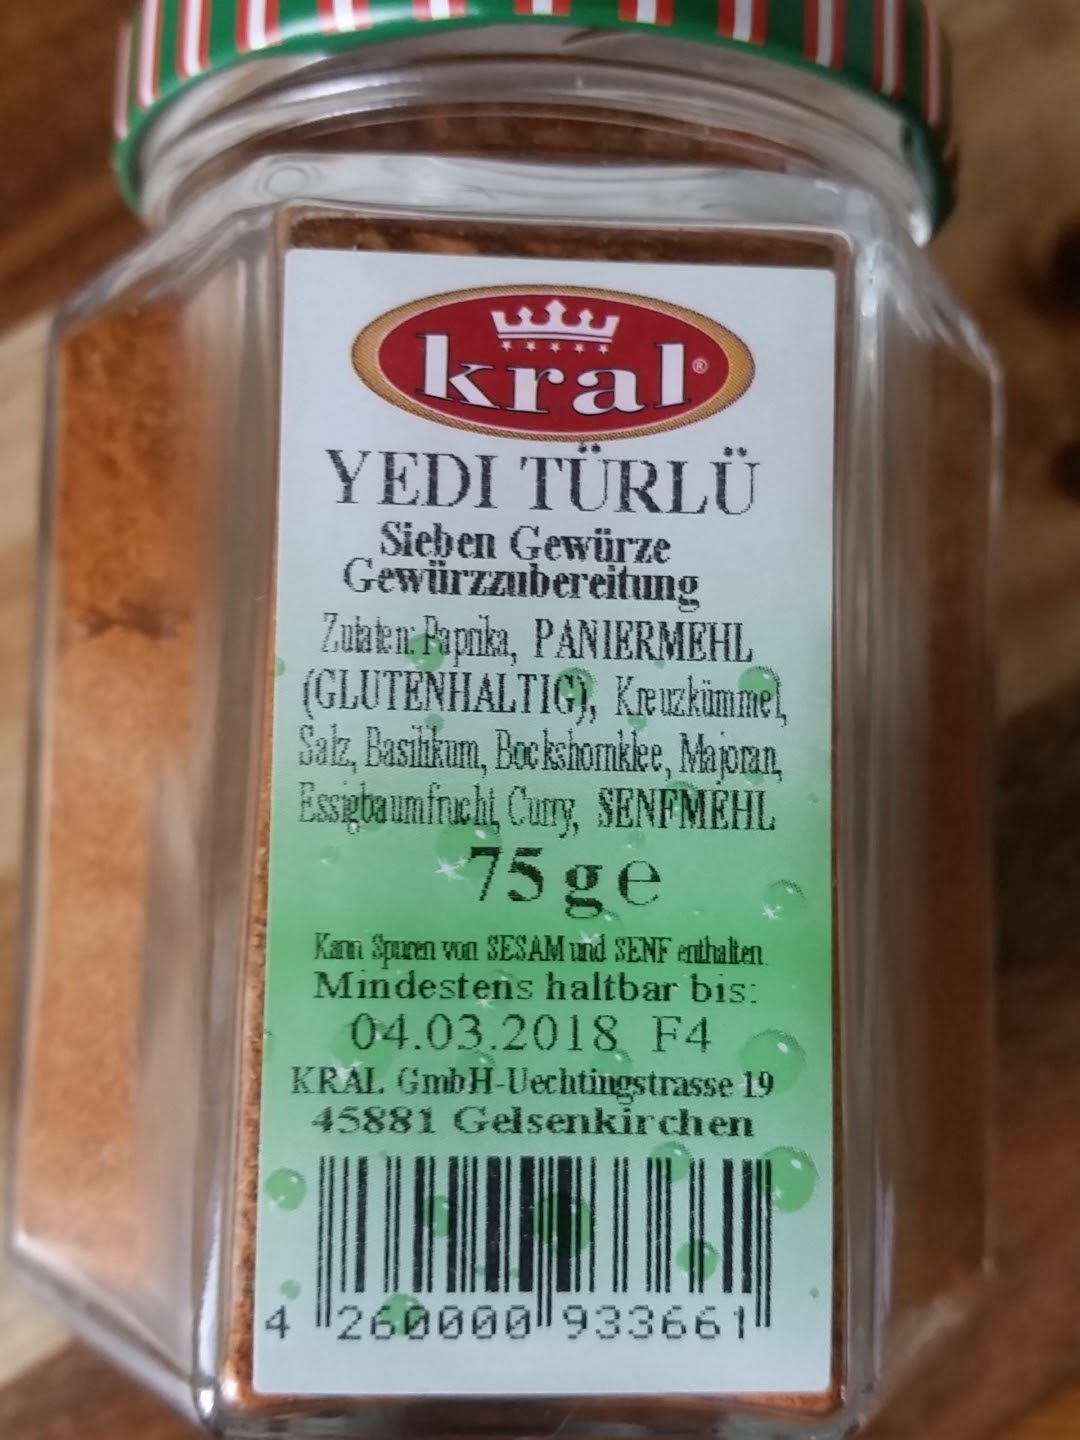 kral®
YEDI TÜRLÜ
Sieben Gewürze
Gewürzzubereitung
Zutaten: Paprika, PANIERMEHL
(GLUTENHALTIG), Kreuzkümmel,
Salz, Basilikum, Bockshornklee, Majoran,
Essigbaumfrucht, Curry, SENFMEHL
75 g e
Kann Spuren von SESAM und SENF enthalten.
Mindestens haltbar bis:
04.03.2018 F4
KRAL GmbH-Uechtingstrasse 19
45881 Gelsenkirchen
4 260000 933661